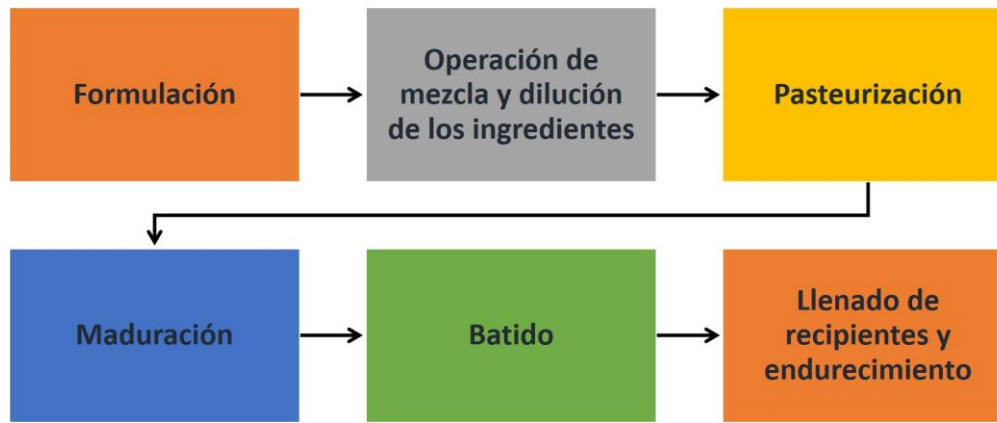 Formulación
Operación de
mezcla y dilución
de los ingredientes
Pasteurización
Maduración
Batido
Llenado de
recipientes y
endurecimiento